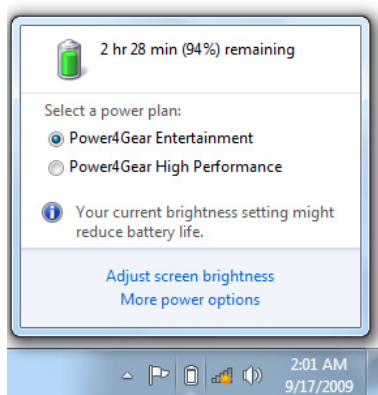 2 hr 28 min (94%) remaining
Select a power plan:
Power4Gear Entertainment
Power4Gear High Performance
Your current brightness setting might
reduce battery life.
Adjust screen brightness
More power options
2:01 AM
9/17/2009